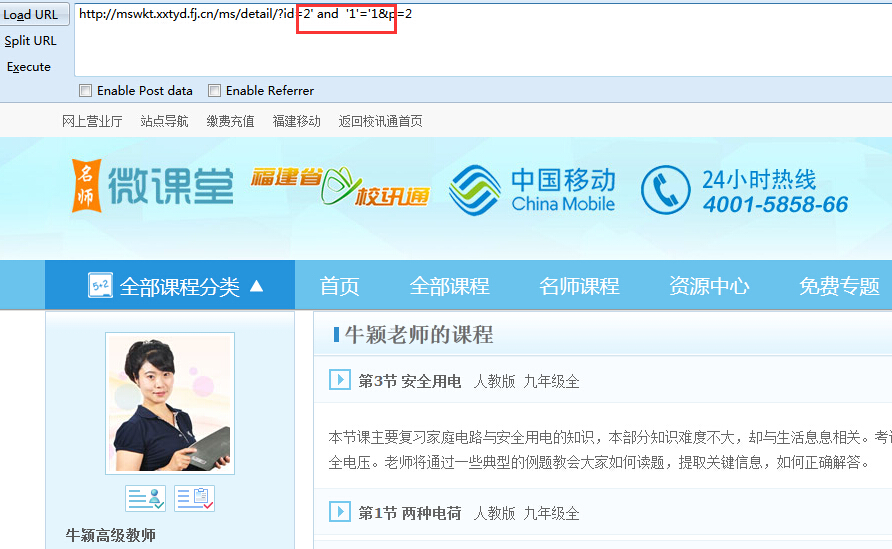 Load URL
http://mswkt.xxtyd.fj.cn/ms/detail/?id=2' and  '1'='1&p=2
Split URL
Execute
Enable Post data
Enable Referrer
网上营业厅 站点导航 缴费充值 福建移动 返回校讯通首页
名师
微课堂
福建省
校讯通
中国移动
China Mobile
24小时热线
4001-5858-66
5+2
全部课程分类 ▲
首页 全部课程 名师课程 资源中心 免费专题
牛颖老师的课程
第3节 安全用电 人教版 九年级全
本节课主要复习家庭电路与安全用电的知识，本部分知识难度不大，却与生活息息相关。考
全电压。老师将通过一些典型的例题教会大家如何读题，提取关键信息，如何正确解答。
第1节 两种电荷 人教版 九年级全
牛颖高级教师